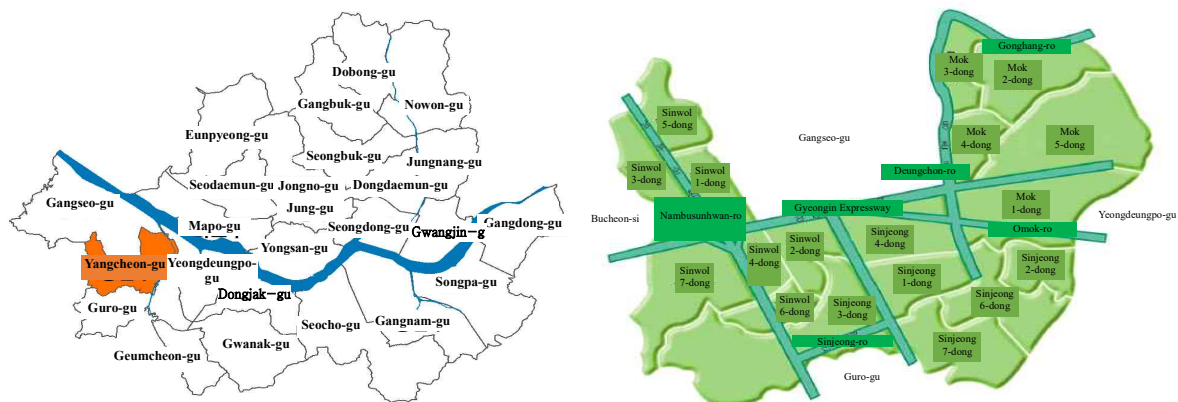 Dobong-gu
Gangbuk-gu
Nowon-gu
Eunpyeong-gu
Seongbuk-gu
Jungnang-gu
Seodaemun-gu
Jongno-gu
Dongdaemun-gu
Gangseo-gu
Jung-gu
Mapo-gu
Seongdong-gu
Gwangjin-g
Gangdong-gu
Yongsan-gu
Yangcheon-gu
Yeongdeungpo-
gu
Dongjak-gu
Songpa-gu
Guro-gu
Seocho-gu
Gangnam-gu
Geumcheon-gu
Gwanak-gu
Gonghang-ro
Mok
3-dong
Mok
2-dong
Sinwol
5-dong
Gangseo-gu
Mok
4-dong
Mok
5-dong
Sinwol
3-dong
Sinwol
1-dong
Deungchon-ro
Mok
1-dong
Bucheon-si
Nambusunhwan-ro
Gyeongin Expressway
Yeongdeungpo-gu
Omok-ro
Sinwol
4-dong
Sinwol
2-dong
Sinjeong
4-dong
Sinjeong
2-dong
Sinwol
7-dong
Sinjeong
1-dong
Sinwol
6-dong
Sinjeong
3-dong
Sinjeong
6-dong
Sinjeong-ro
Sinjeong
7-dong
Guro-gu